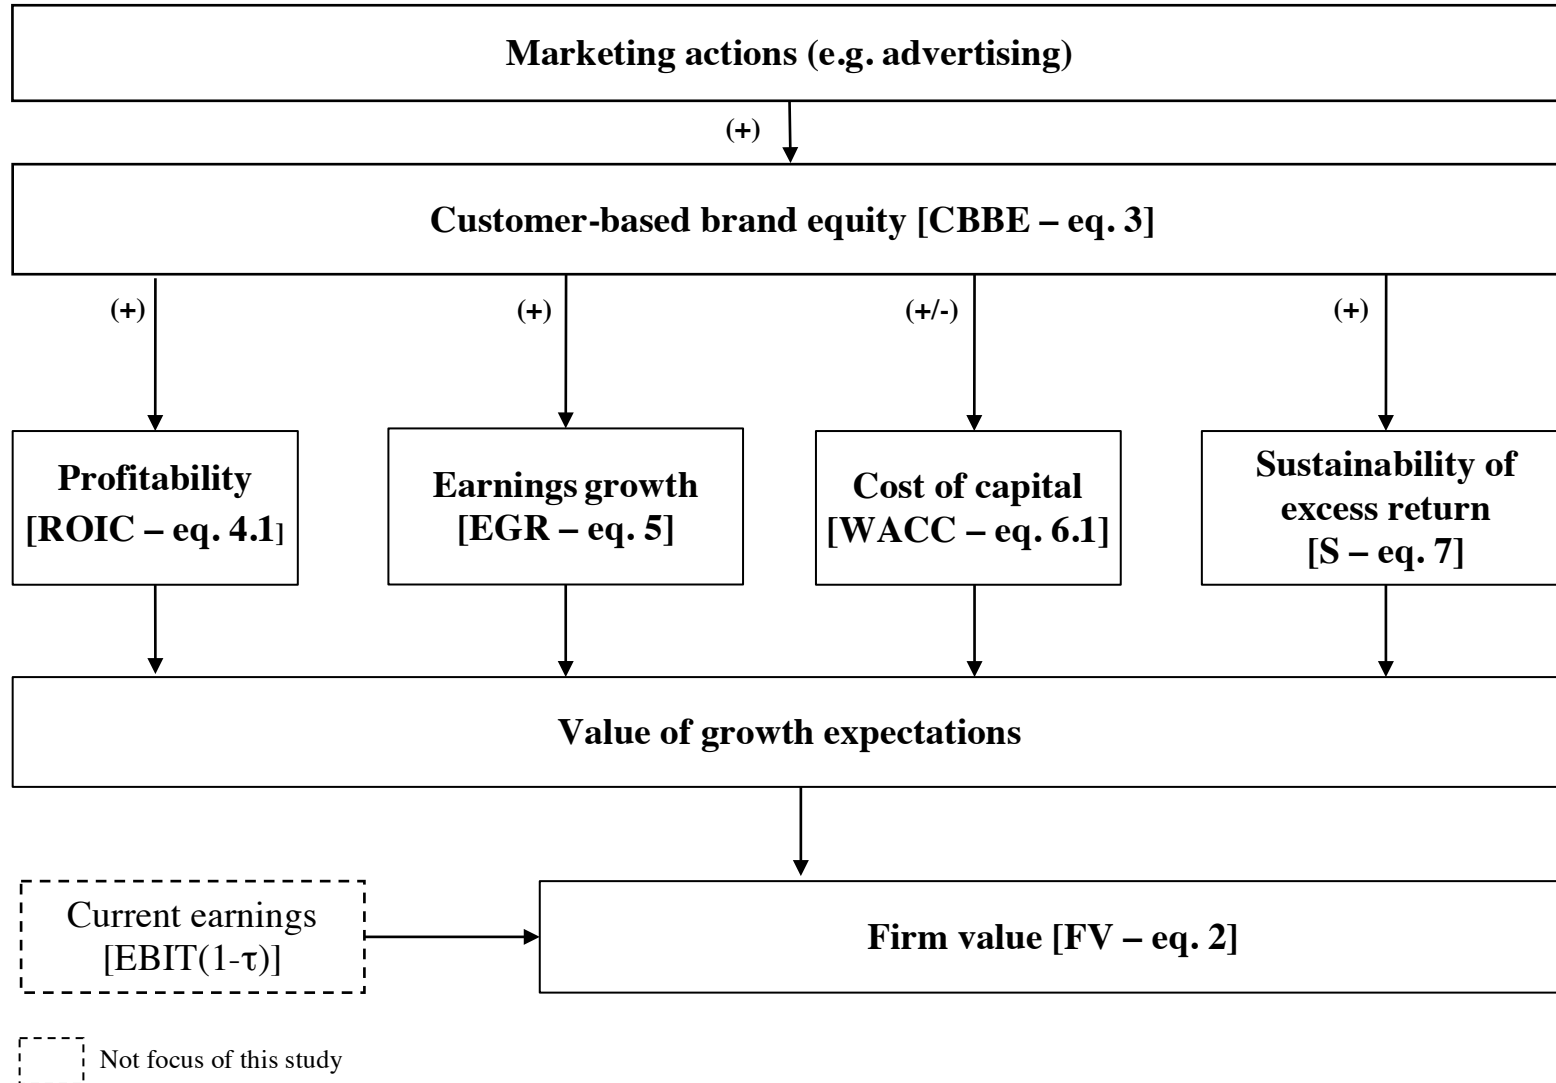 Marketing actions (e.g. advertising)
(+)
Customer-based brand equity [CBBE – eq. 3]
(+)
(+)
(+/-)
(+)
Profitability
[ROIC – eq. 4.1]
Earnings growth
[EGR – eq. 5]
Cost of capital
[WACC – eq. 6.1]
Sustainability of
excess return
[S – eq. 7]
Value of growth expectations
Current earnings
[EBIT(1-τ)]
Firm value [FV – eq. 2]
Not focus of this study